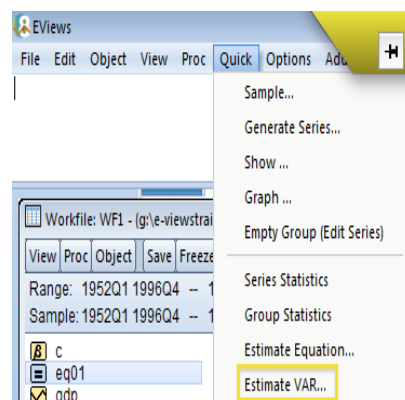 EViews
File Edit Object View Proc Quick Options
Sample...
Generate Series...
Show ...
Graph ...
Empty Group (Edit Series)
Series Statistics
Group Statistics
Estimate Equation...
Estimate VAR...
Workfile: WF1 - (g:\e-viewstrai
View Proc Object Save Freeze
Range: 1952Q1 1996Q4 -- 1
Sample: 1952Q1 1996Q4 -- 1
β c
eq01
gdp